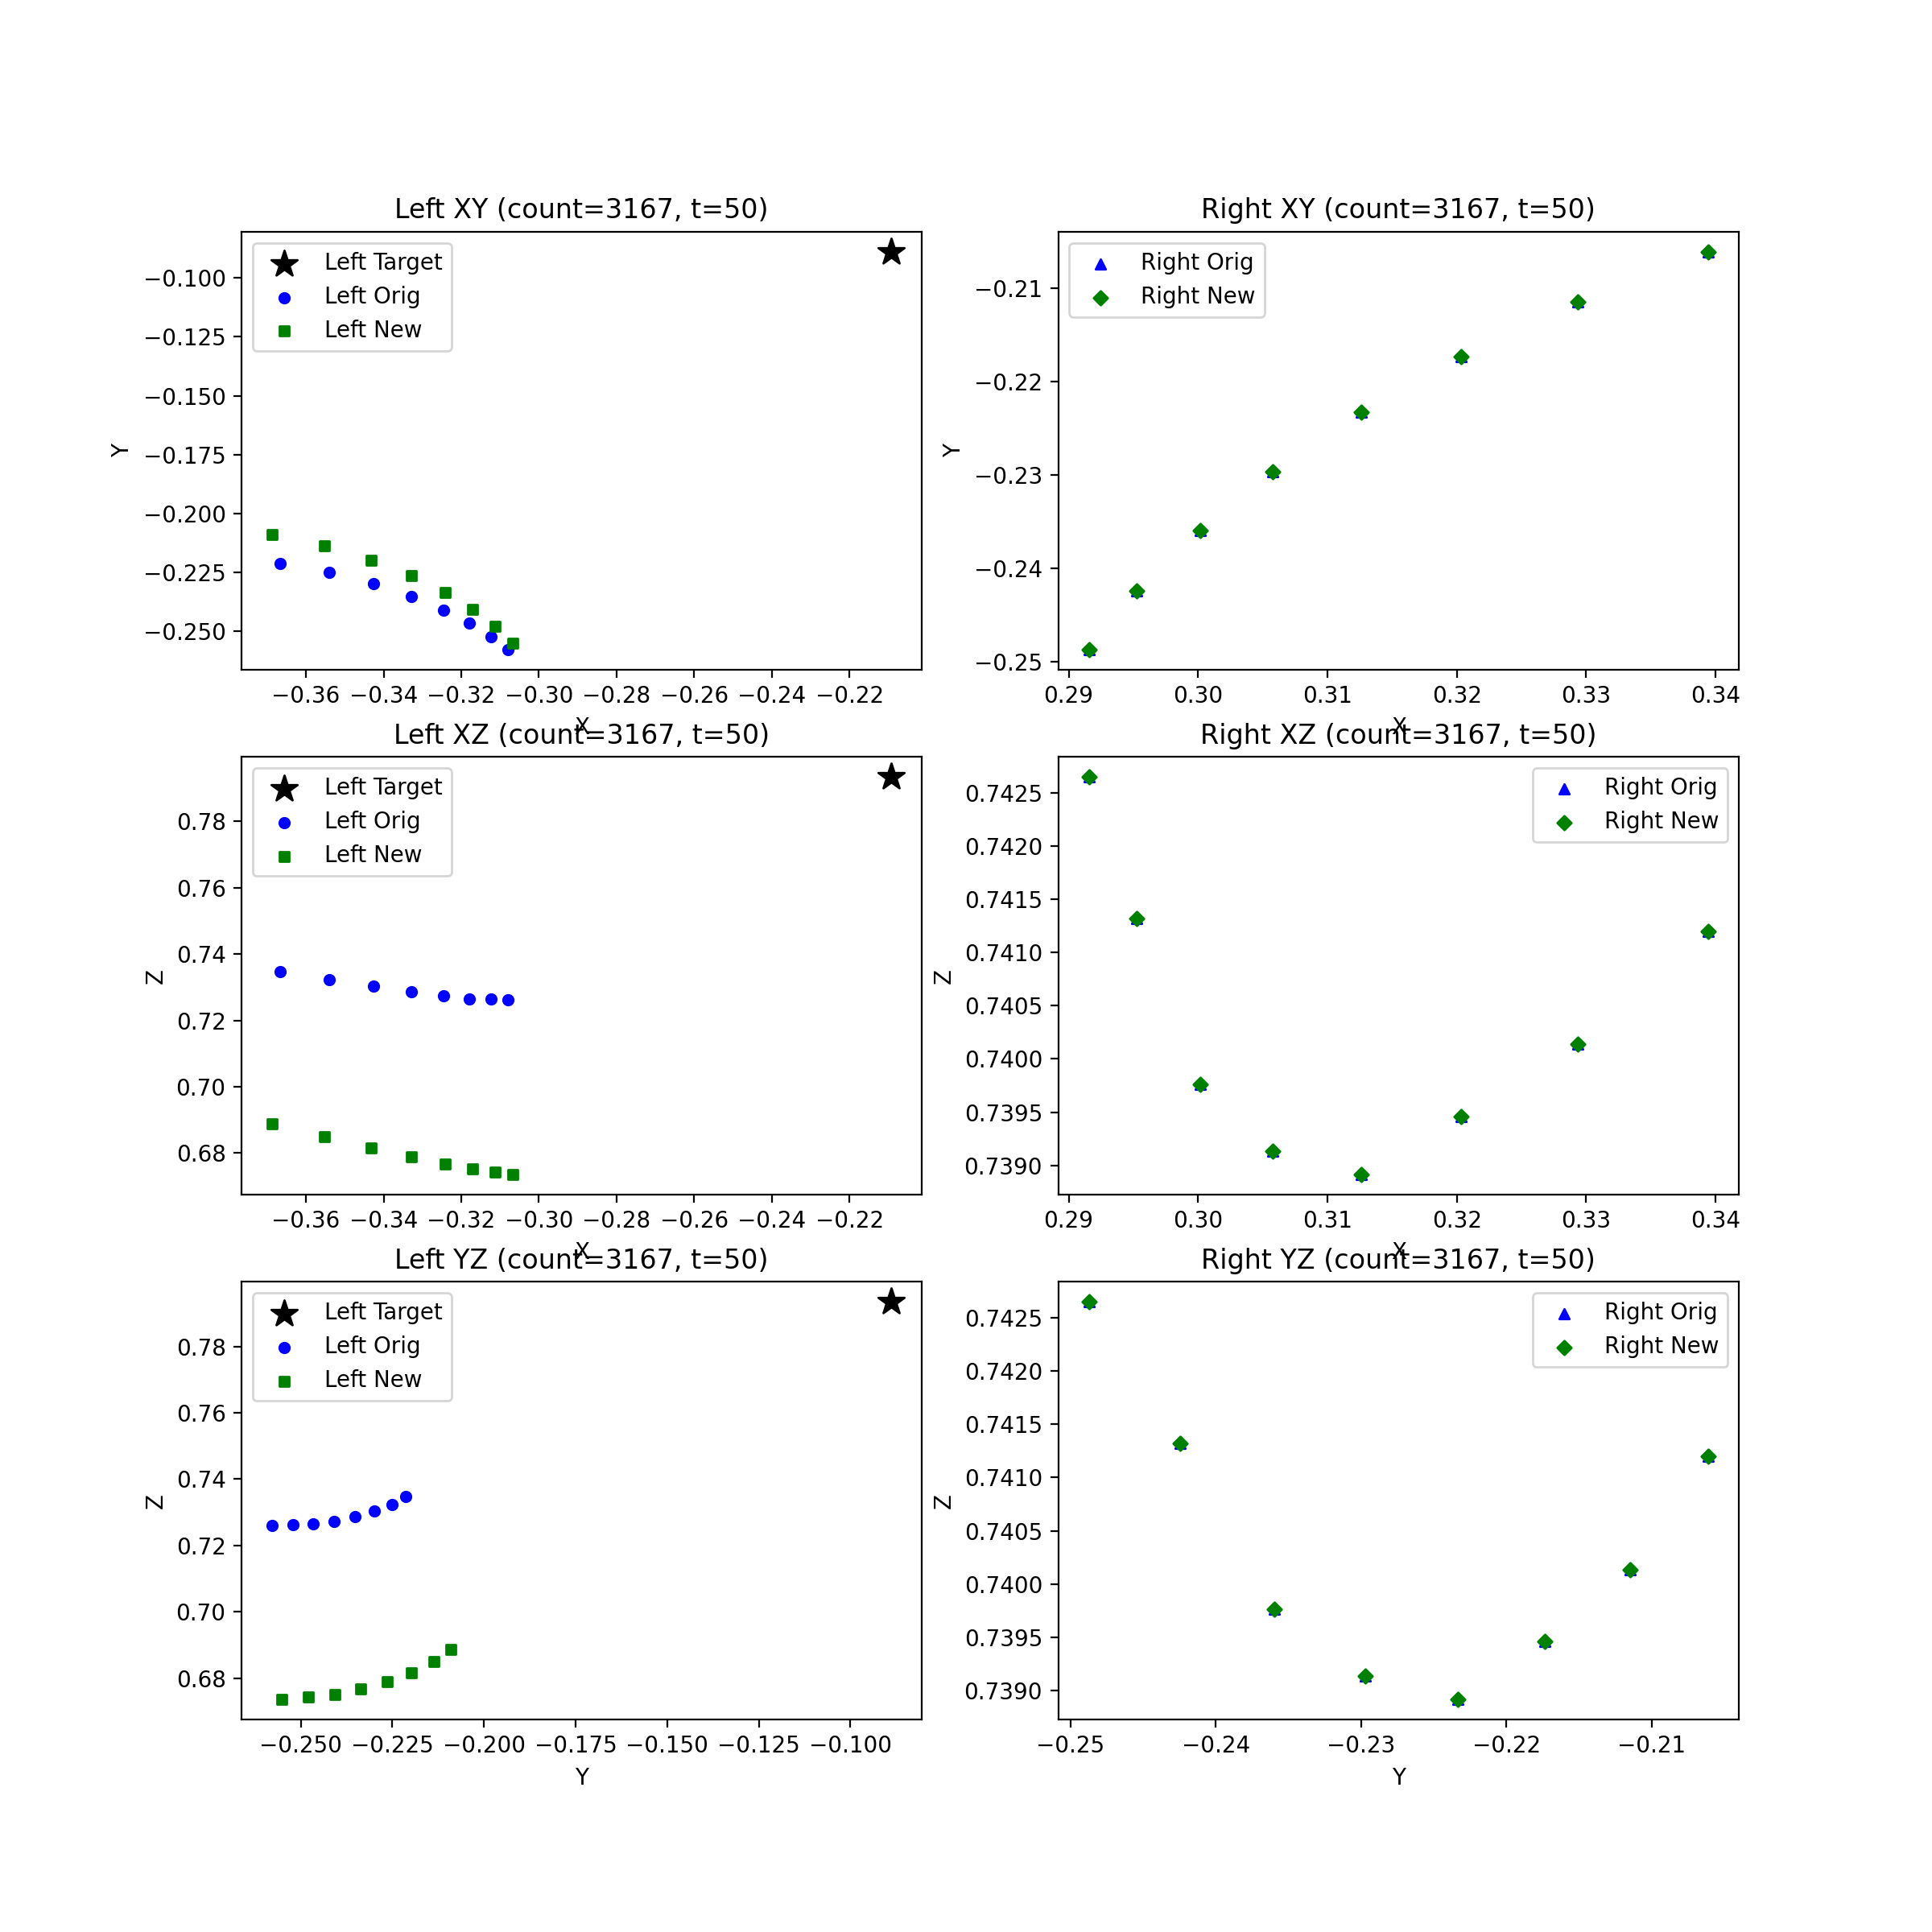 Left XY (count=3167, t=50)
Left Target
Left Orig
Left New
−0.100
−0.125
−0.150
−0.175
−0.200
−0.225
−0.250
Y
−0.36 −0.34 −0.32 −0.30 −0.28 −0.26 −0.24 −0.22
X
Right XY (count=3167, t=50)
Right Orig
Right New
−0.21
−0.22
−0.23
−0.24
−0.25
Y
0.29 0.30 0.31 0.32 0.33 0.34
X
Left XZ (count=3167, t=50)
Left Target
Left Orig
Left New
0.78
0.76
0.74
0.72
0.70
0.68
Z
−0.36 −0.34 −0.32 −0.30 −0.28 −0.26 −0.24 −0.22
X
Right XZ (count=3167, t=50)
Right Orig
Right New
0.7425
0.7420
0.7415
0.7410
0.7405
0.7400
0.7395
0.7390
Z
0.29 0.30 0.31 0.32 0.33 0.34
X
Left YZ (count=3167, t=50)
Left Target
Left Orig
Left New
0.78
0.76
0.74
0.72
0.70
0.68
Z
−0.250 −0.225 −0.200 −0.175 −0.150 −0.125 −0.100
Y
Right YZ (count=3167, t=50)
Right Orig
Right New
0.7425
0.7420
0.7415
0.7410
0.7405
0.7400
0.7395
0.7390
Z
−0.25 −0.24 −0.23 −0.22 −0.21
Y